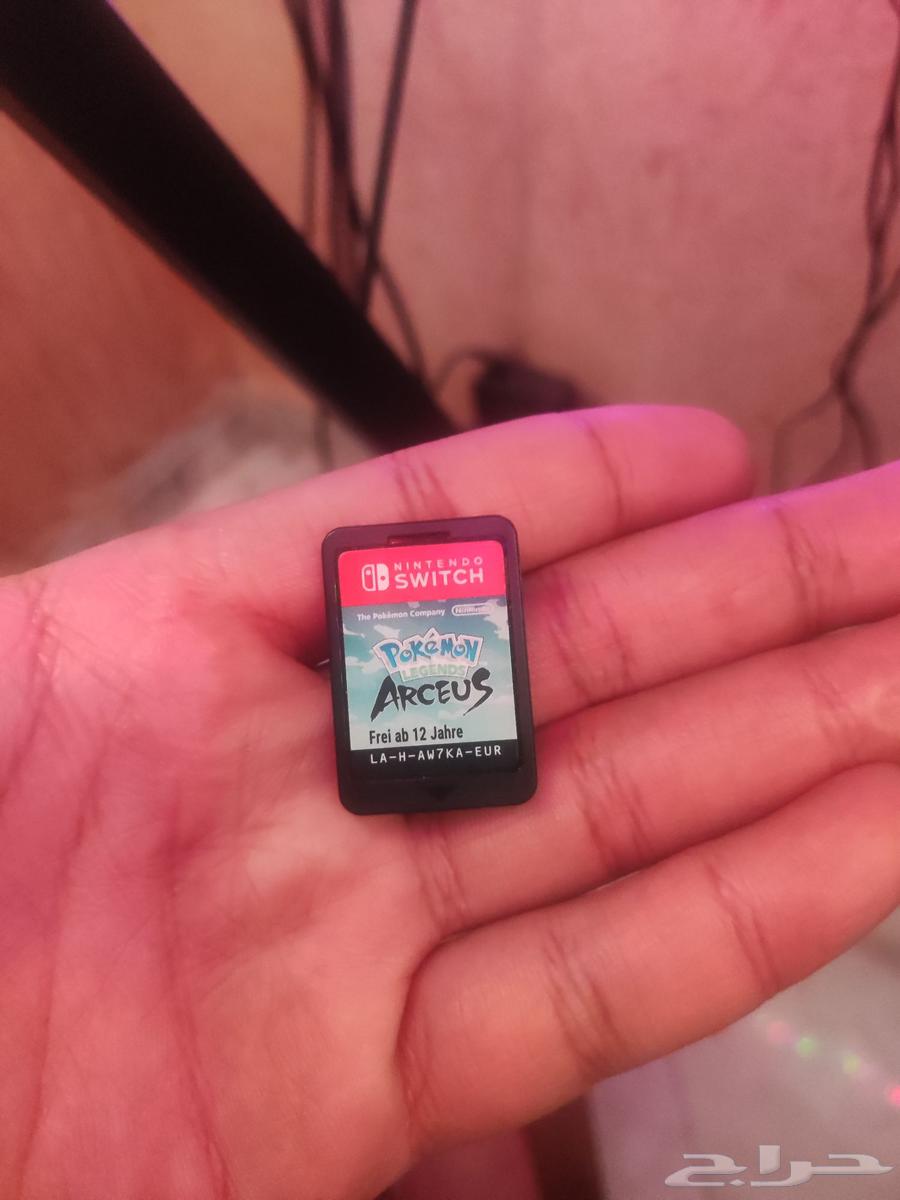 NINTENDO
SWITCH
The Pokémon Company Nintendo
POKéMON
LEGENDS
ARCEUS
Frei ab 12 Jahre
LA-H-AW7KA-EUR
حراج